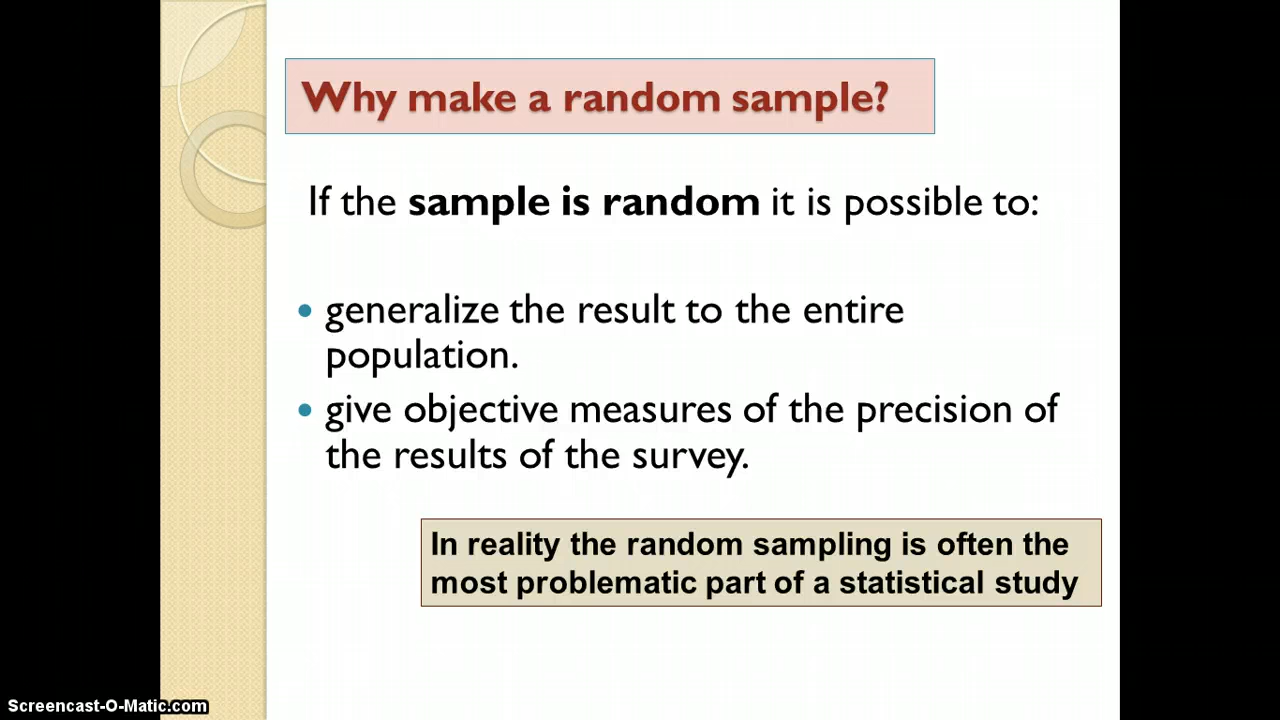 Why make a random sample?
If the sample is random it is possible to:
• generalize the result to the entire
population.
• give objective measures of the precision of
the results of the survey.
In reality the random sampling is often the
most problematic part of a statistical study
Screencast-O-Matic.com